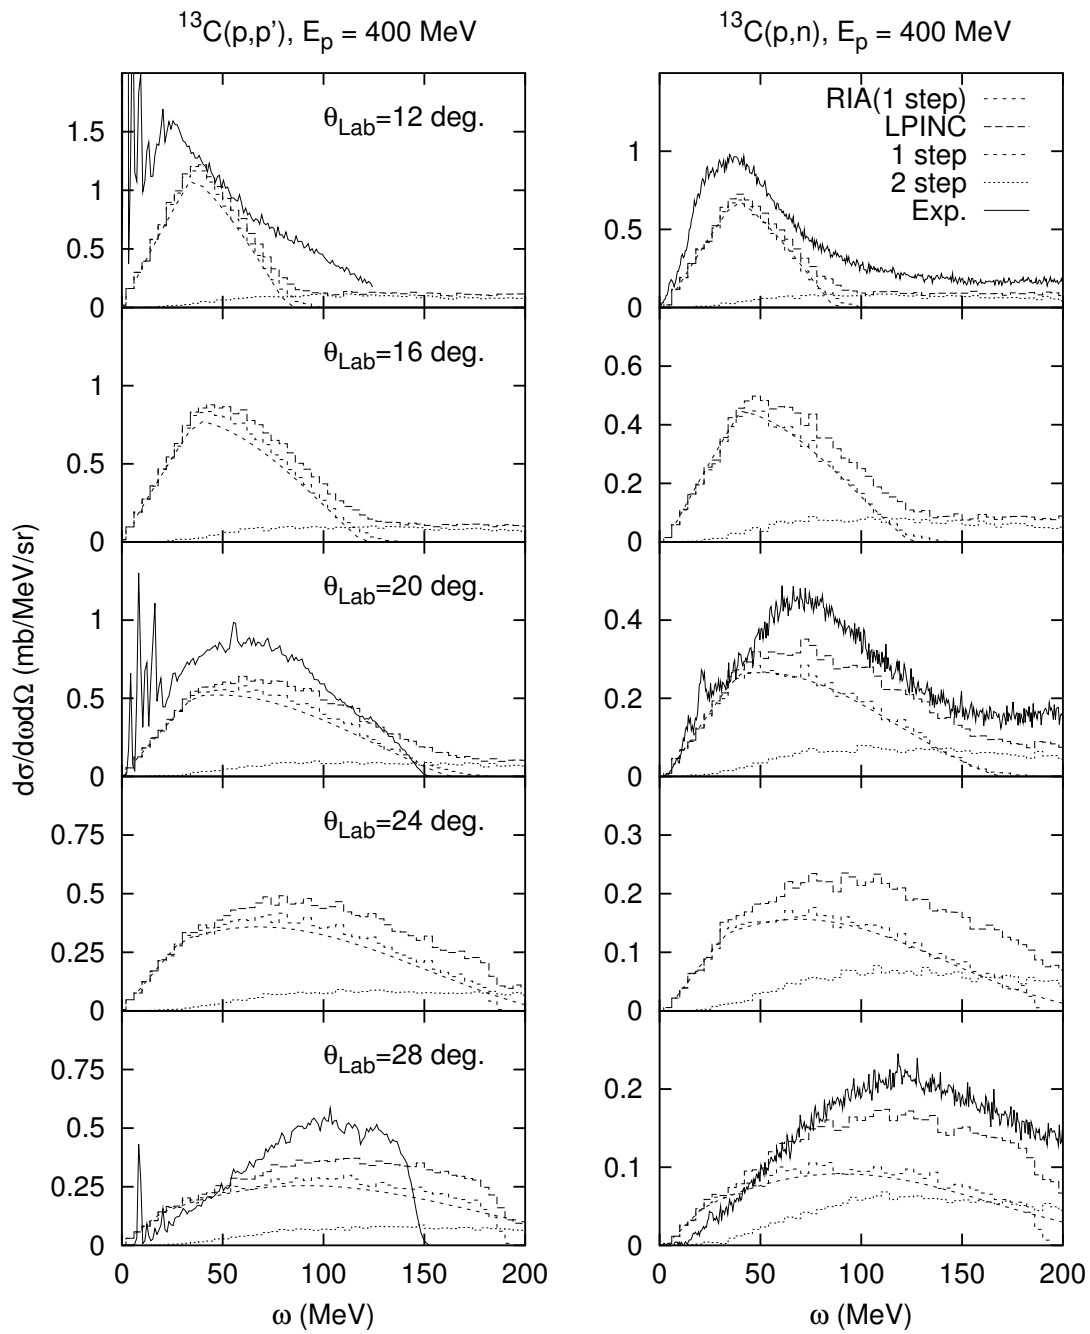 ¹³C(p,p’), Eₚ = 400 MeV
¹³C(p,n), Eₚ = 400 MeV
dσ/dωdΩ (mb/MeV/sr)
θLab=12 deg.
1.5
1
0.5
0
RIA(1 step)
LPINC
1 step
2 step
Exp.
1
0.5
0
θLab=16 deg.
1
0.5
0
0.6
0.4
0.2
0
θLab=20 deg.
1
0.5
0
0.4
0.2
0
θLab=24 deg.
0.75
0.5
0.25
0
0.3
0.2
0.1
0
θLab=28 deg.
0.75
0.5
0.25
0
0.2
0.1
0
0 50 100 150 200
0 50 100 150 200
ω (MeV)
ω (MeV)